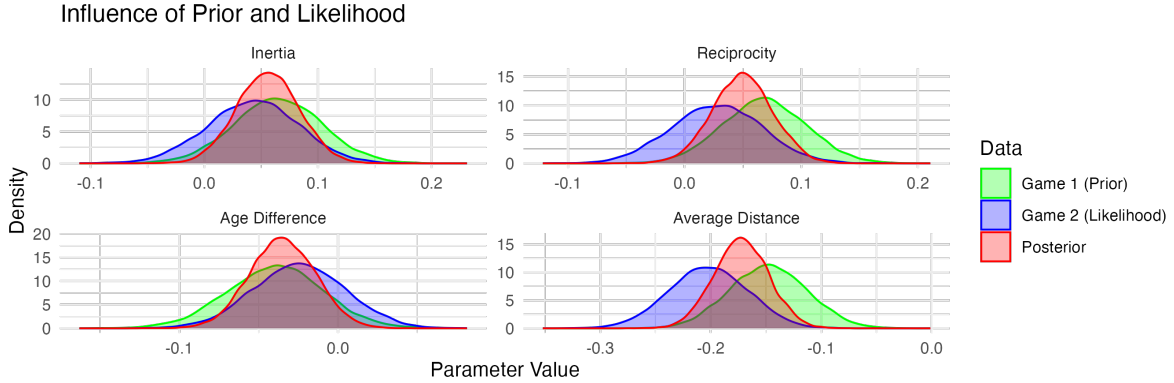 Influence of Prior and Likelihood
Inertia
Reciprocity
10
5
0
-0.1 0.0 0.1 0.2
15
10
5
0
-0.1 0.0 0.1 0.2
Density
Age Difference
Average Distance
20
15
10
5
0
-0.1 0.0
15
10
5
0
-0.3 -0.2 -0.1 0.0
Parameter Value
Data
Game 1 (Prior)
Game 2 (Likelihood)
Posterior